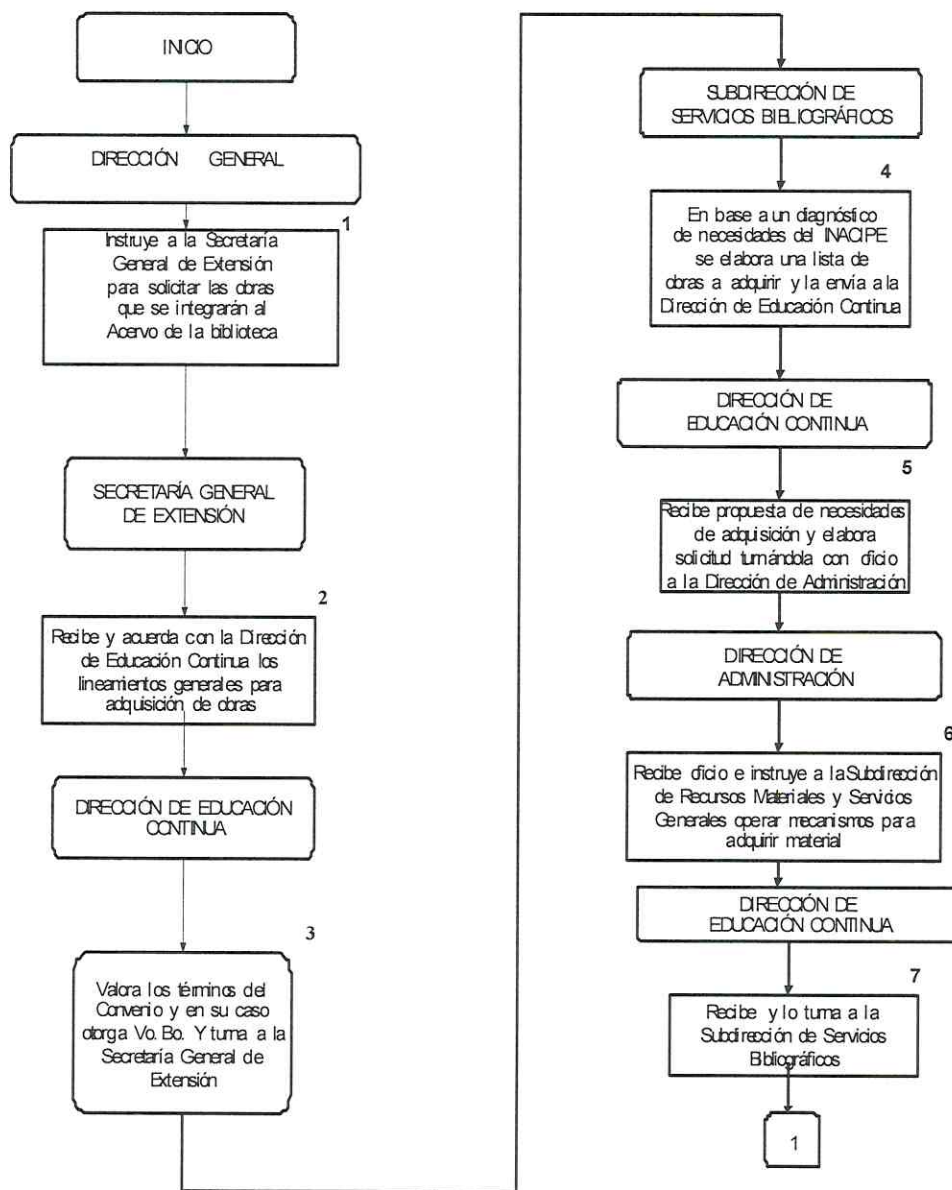 INICIO
DIRECCIÓN GENERAL
1
Instruye a la Secretaría
General de Extensión
para solicitar las obras
que se integrarán al
Acervo de la biblioteca
SECRETARÍA GENERAL
DE EXTENSIÓN
2
Recibe y acuerda con la Dirección
de Educación Continua los
lineamientos generales para
adquisición de obras
DIRECCIÓN DE EDUCACIÓN
CONTINUA
3
Valora los términos del
Convenio y en su caso
otorga Vo. Bo. Y turna a la
Secretaría General de
Extensión
SUBDIRECCIÓN DE
SERVICIOS BIBLIOGRÁFICOS
4
En base a un diagnóstico
de necesidades del INACIPE
se elabora una lista de
obras a adquirir y la envía a la
Dirección de Educación Continua
DIRECCIÓN DE
EDUCACIÓN CONTINUA
5
Recibe propuesta de necesidades
de adquisición y elabora
solicitud turnándola con oficio
a la Dirección de Administración
DIRECCIÓN DE
ADMINISTRACIÓN
6
Recibe oficio e instruye a la Subdirección
de Recursos Materiales y Servicios
Generales operar mecanismos para
adquirir material
DIRECCIÓN DE
EDUCACIÓN CONTINUA
7
Recibe y lo turna a la
Subdirección de Servicios
Bibliográficos
1